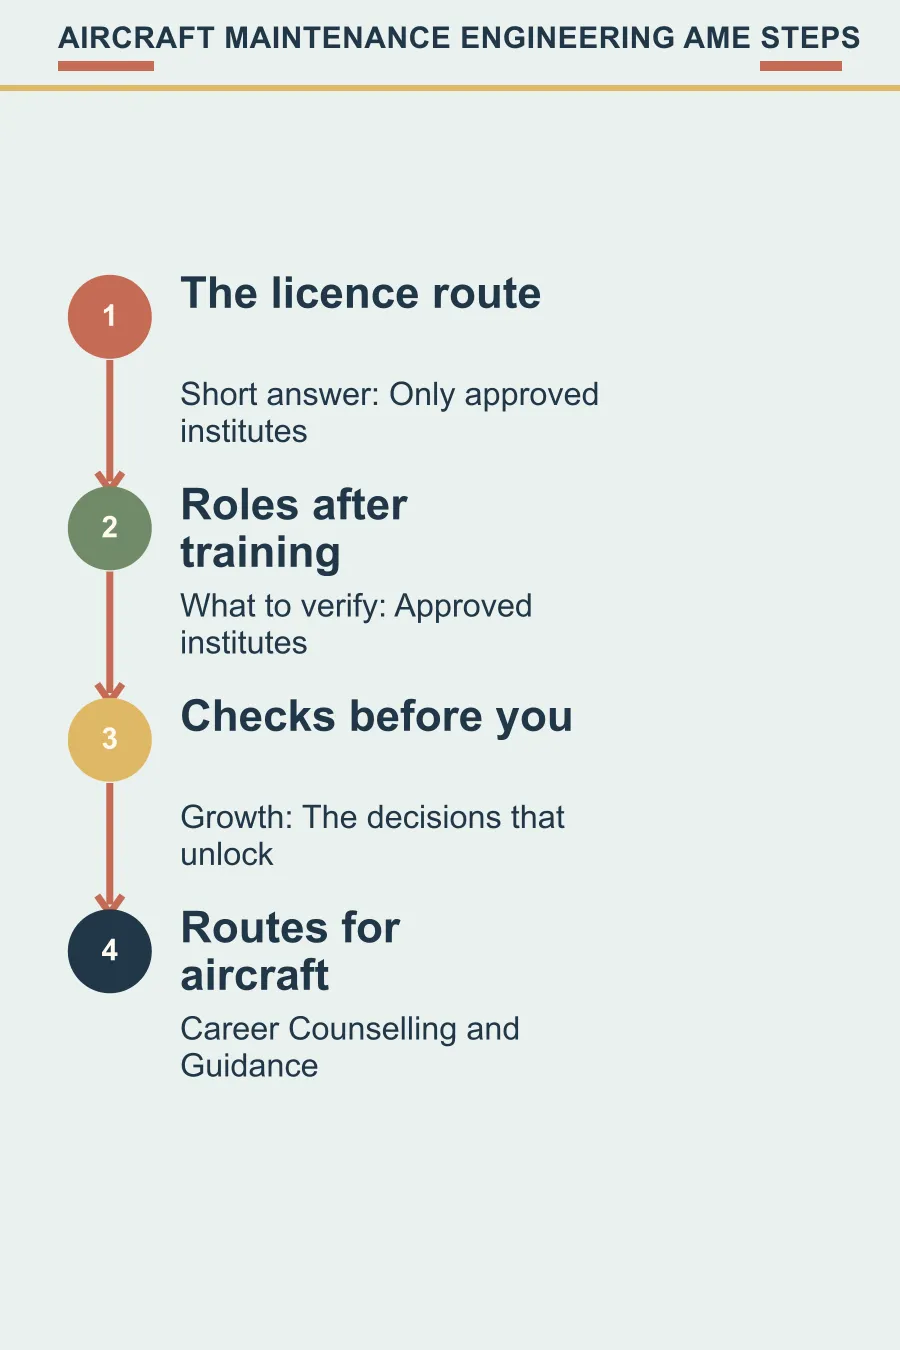 AIRCRAFT MAINTENANCE ENGINEERING AME STEPS
1
The licence route
Short answer: Only approved
institutes
2
Roles after
training
What to verify: Approved
institutes
3
Checks before you
Growth: The decisions that
unlock
4
Routes for
aircraft
Career Counselling and
Guidance